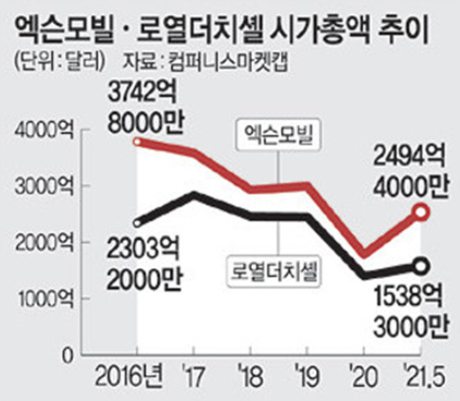 엑슨모빌·로열더치셸 시가총액 추이
(단위:달러) 자료:컴퍼니스마켓캡
3742억
8000만
4000억
엑슨모빌
2494억
4000만
3000억
2000억
2303억
2000만
로열더치셸
1538억
3000만
1000억
0
2016년 '17 '18 '19 '20 '21.5